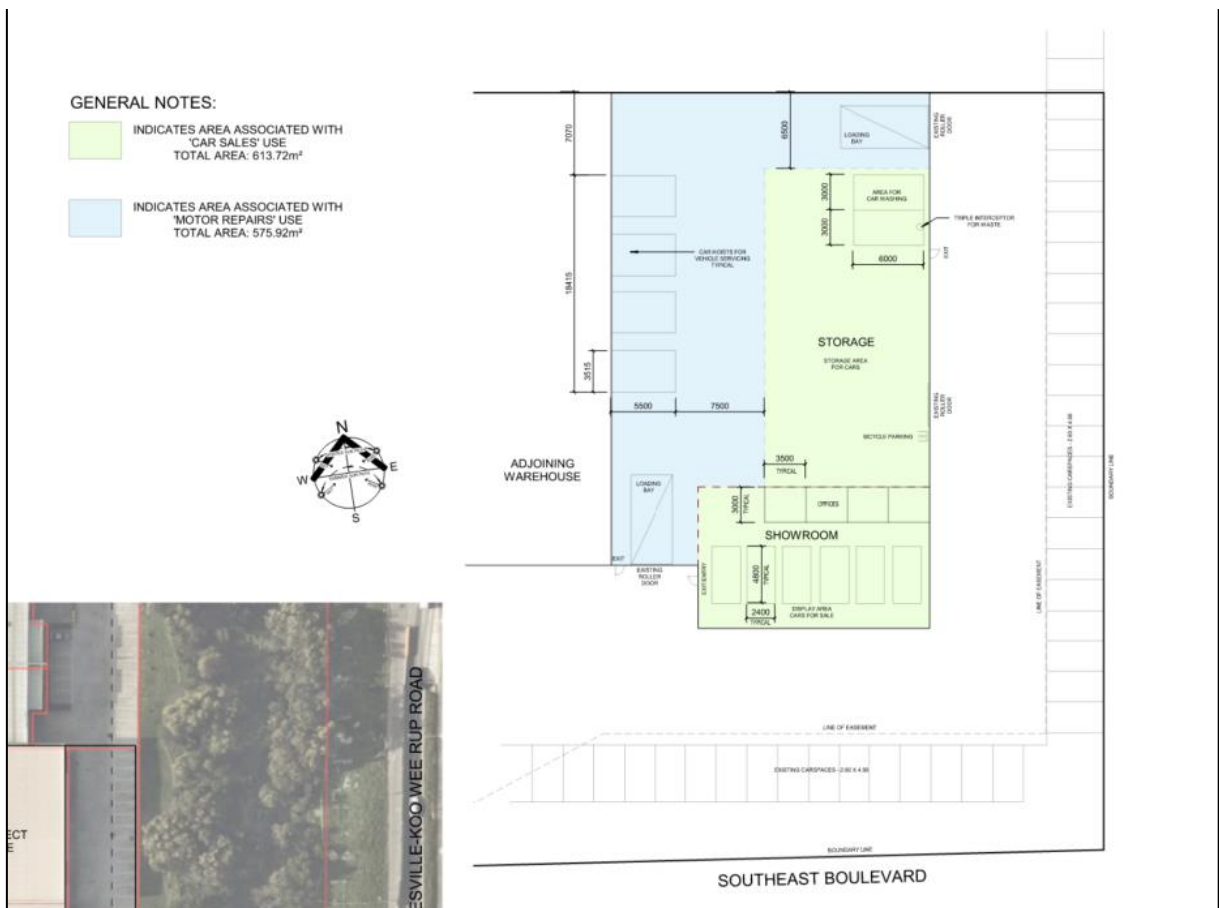 GENERAL NOTES:
INDICATES AREA ASSOCIATED WITH
'CAR SALES' USE
TOTAL AREA: 613.72m²
INDICATES AREA ASSOCIATED WITH
'MOTOR REPAIRS' USE
TOTAL AREA: 575.92m²
7070
6500
LOADING
BAY
EXISTING
ROLLER
DOOR
3000
3000
AREA FOR
CAR WASHING
TRIPLE INTERCEPTOR
FOR WASTE
EXIT
6000
CAR HOISTS FOR
VEHICLE SERVICING
TYPICAL
18415
STORAGE
STORAGE AREA
FOR CARS
3515
5500
7500
EXISTING
ROLLER
DOOR
BICYCLE PARKING
3500
TYPICAL
N
W
E
S
ADJOINING
WAREHOUSE
LOADING
BAY
3000
TYPICAL
OFFICES
SHOWROOM
EXIT
EXISTING
ROLLER
DOOR
EXIT/ENTRY
4800
TYPICAL
2400
TYPICAL
DISPLAY AREA
CARS FOR SALE
LINE OF EASEMENT
BOUNDARY LINE
LINE OF EASEMENT
BOUNDARY LINE
SOUTHEAST BOULEVARD
ESVILLE-KOO WEE RUP ROAD
ECT
E